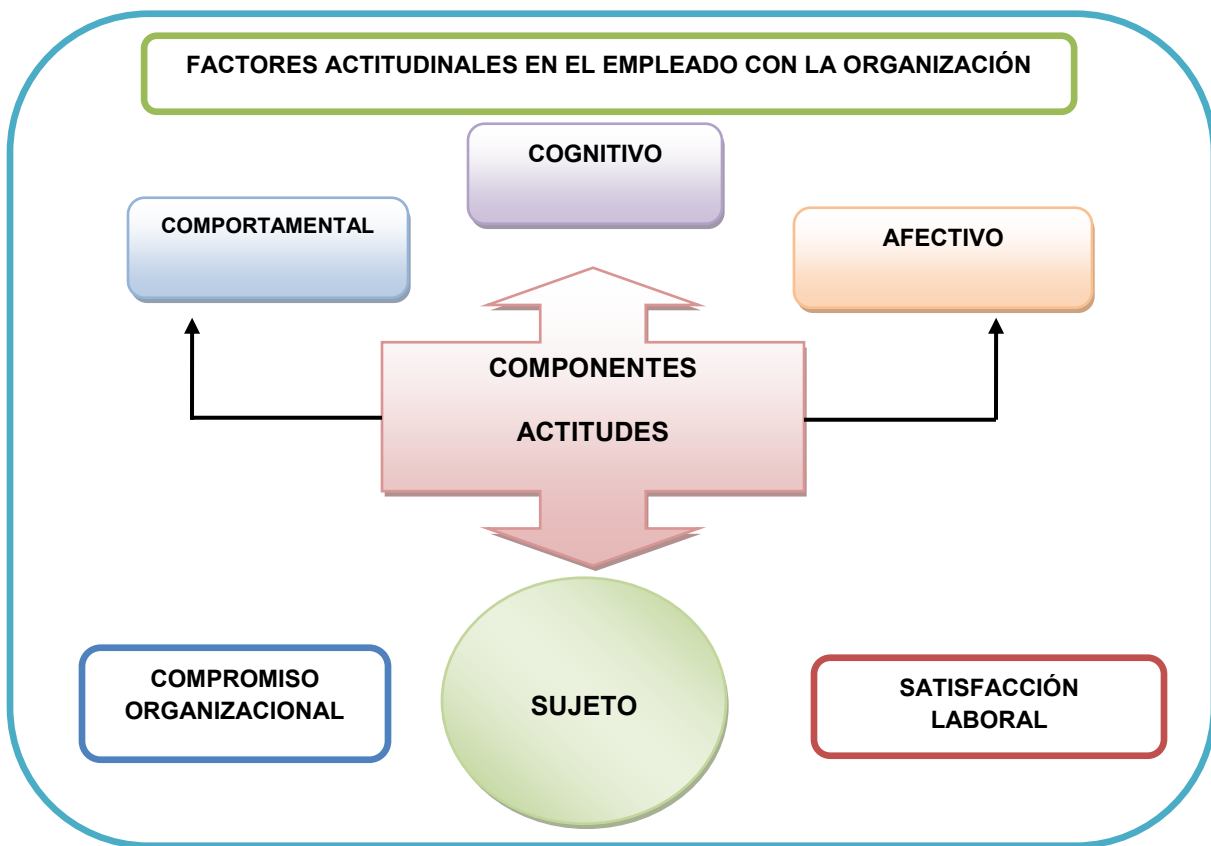 FACTORES ACTITUDINALES EN EL EMPLEADO CON LA ORGANIZACIÓN
COGNITIVO
COMPORTAMENTAL
AFECTIVO
COMPONENTES
ACTITUDES
COMPROMISO
ORGANIZACIONAL
SUJETO
SATISFACCIÓN
LABORAL